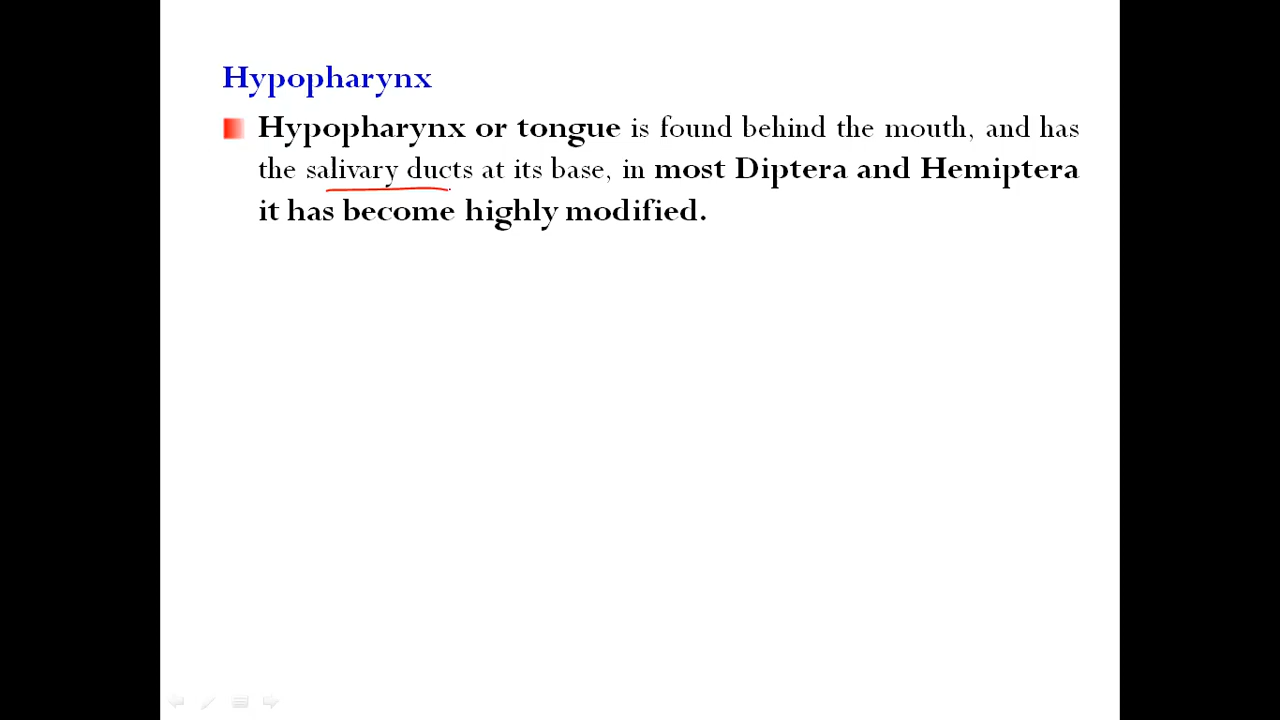 Hypopharynx
Hypopharynx or tongue is found behind the mouth, and has
the salivary ducts at its base, in most Diptera and Hemiptera
it has become highly modified.